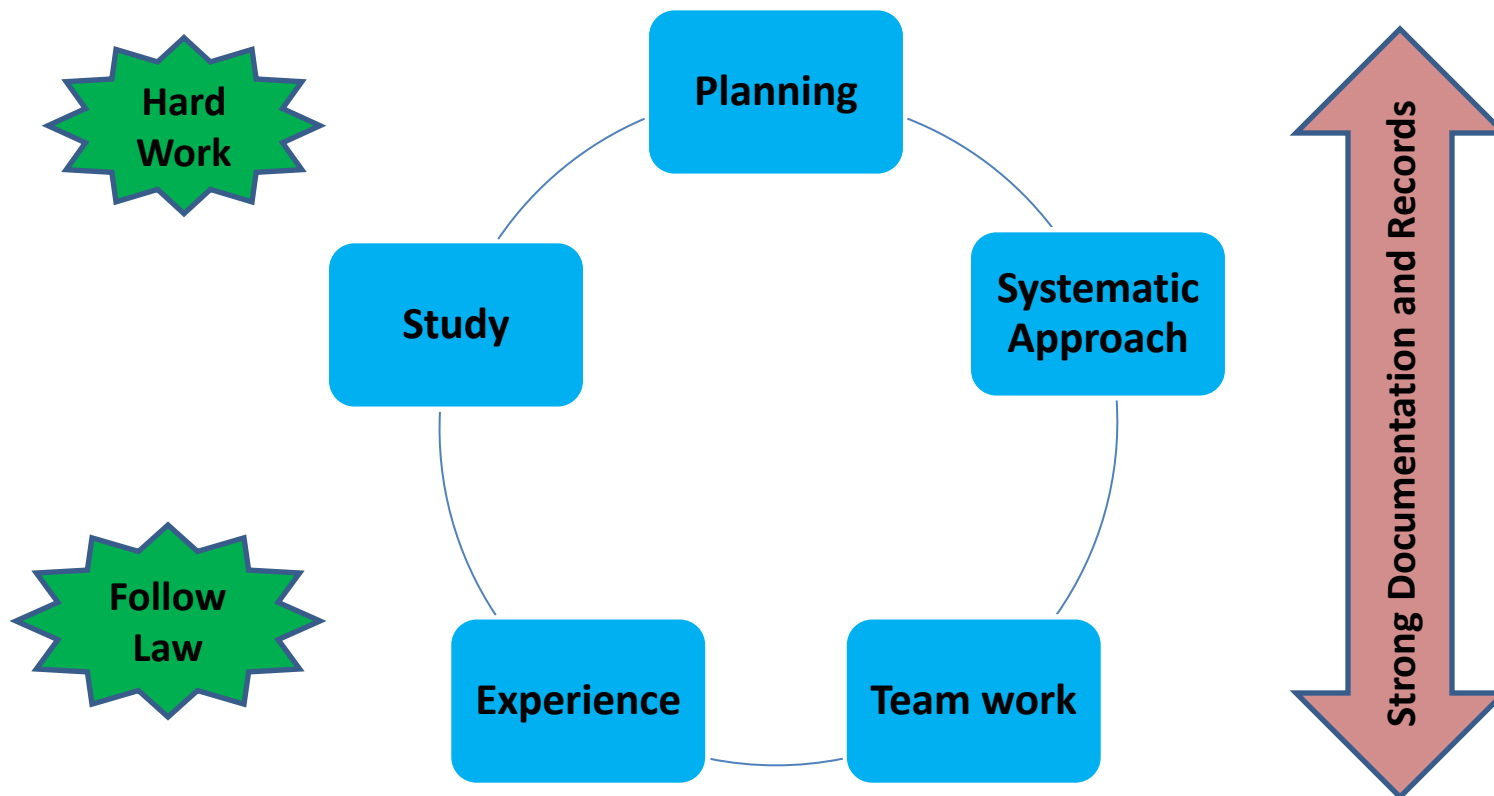 Hard
Work
Planning
Study
Systematic
Approach
Follow
Law
Experience
Team work
Strong Documentation and Records